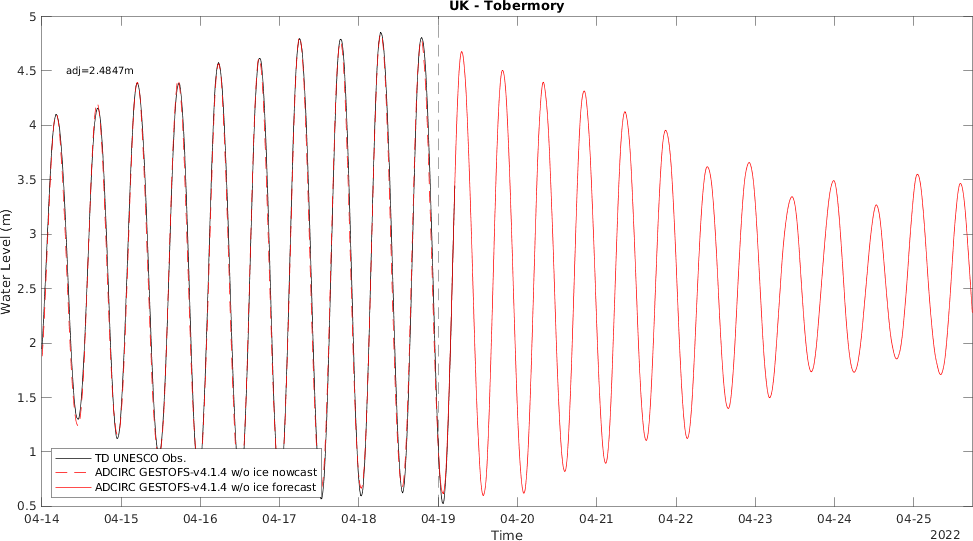 UK - Tobermory
5
4.5
4
3.5
3
2.5
2
1.5
1
0.5
Water Level (m)
adj=2.4847m
TD UNESCO Obs.
ADCIRC GESTOFS-v4.1.4 w/o ice nowcast
ADCIRC GESTOFS-v4.1.4 w/o ice forecast
04-14 04-15 04-16 04-17 04-18 04-19 04-20 04-21 04-22 04-23 04-24 04-25
2022
Time